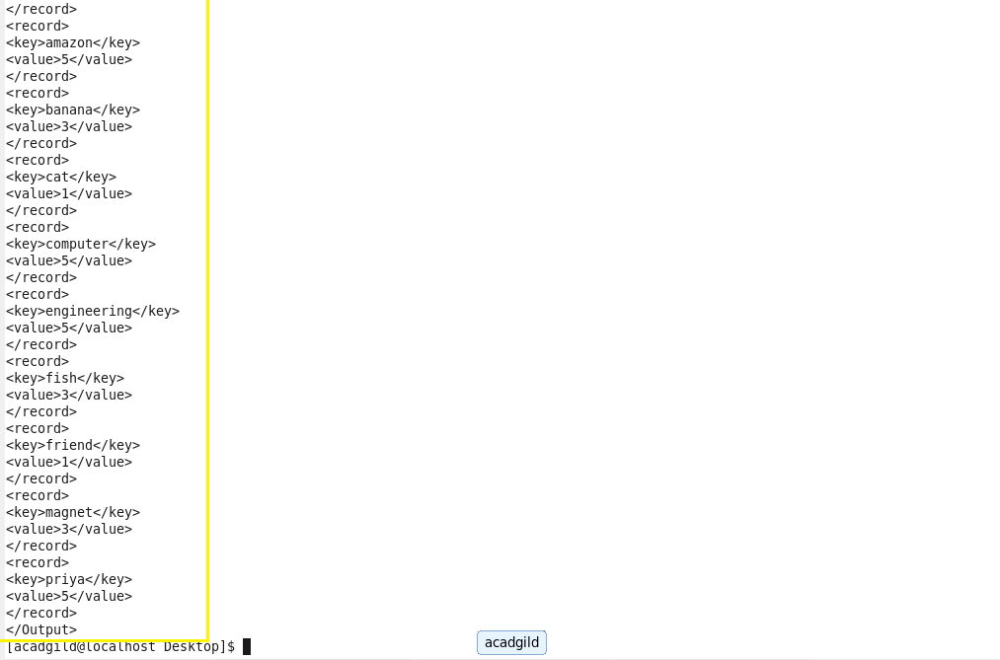 </record>
<record>
<key>amazon</key>
<value>5</value>
</record>
<record>
<key>banana</key>
<value>3</value>
</record>
<record>
<key>cat</key>
<value>1</value>
</record>
<record>
<key>computer</key>
<value>5</value>
</record>
<record>
<key>engineering</key>
<value>5</value>
</record>
<record>
<key>fish</key>
<value>3</value>
</record>
<record>
<key>friend</key>
<value>1</value>
</record>
<record>
<key>magnet</key>
<value>3</value>
</record>
<record>
<key>priya</key>
<value>5</value>
</record>
</Output>
[acadgild@localhost Desktop]$
acadgild